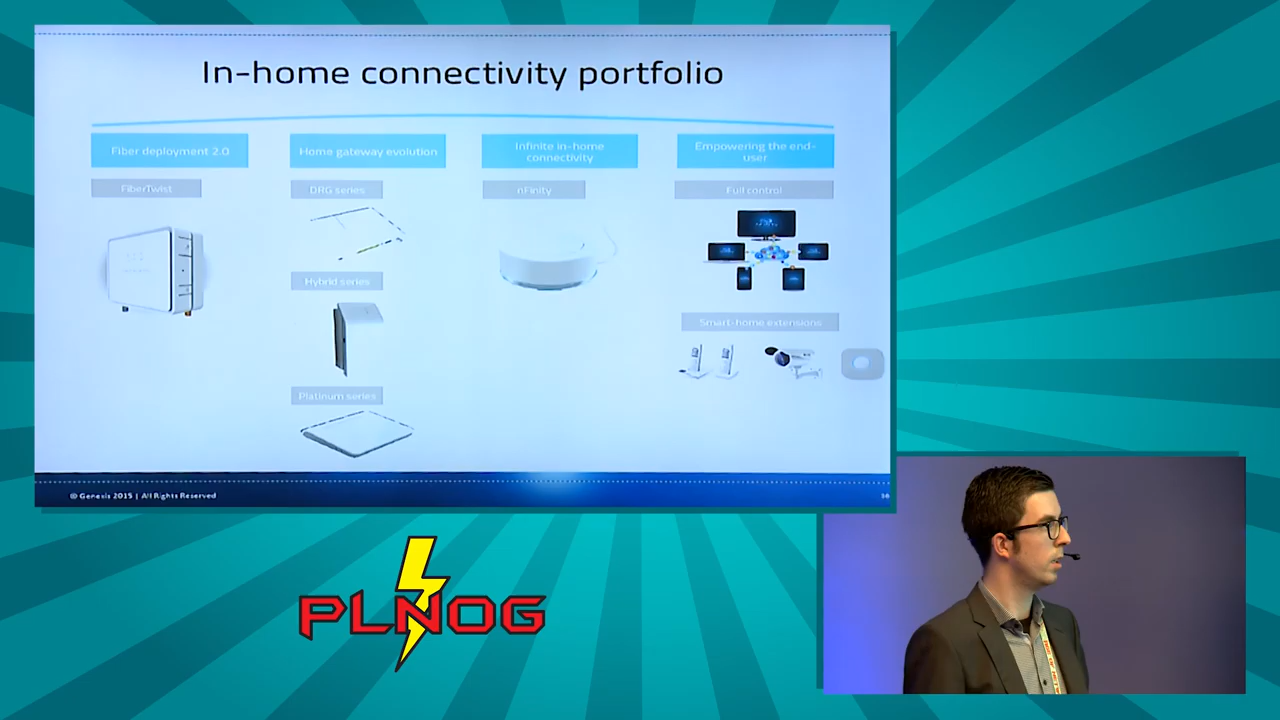 In-home connectivity portfolio
Fiber deployment 2.0
Home gateway evolution
Infinite in-home
connectivity
Empowering the end-
user
FiberTwist
DRG series
nFinity
Full control
Hybrid series
Smart-home extensions
Platinum series
© Genesis 2015 | All Rights Reserved
PLNOG